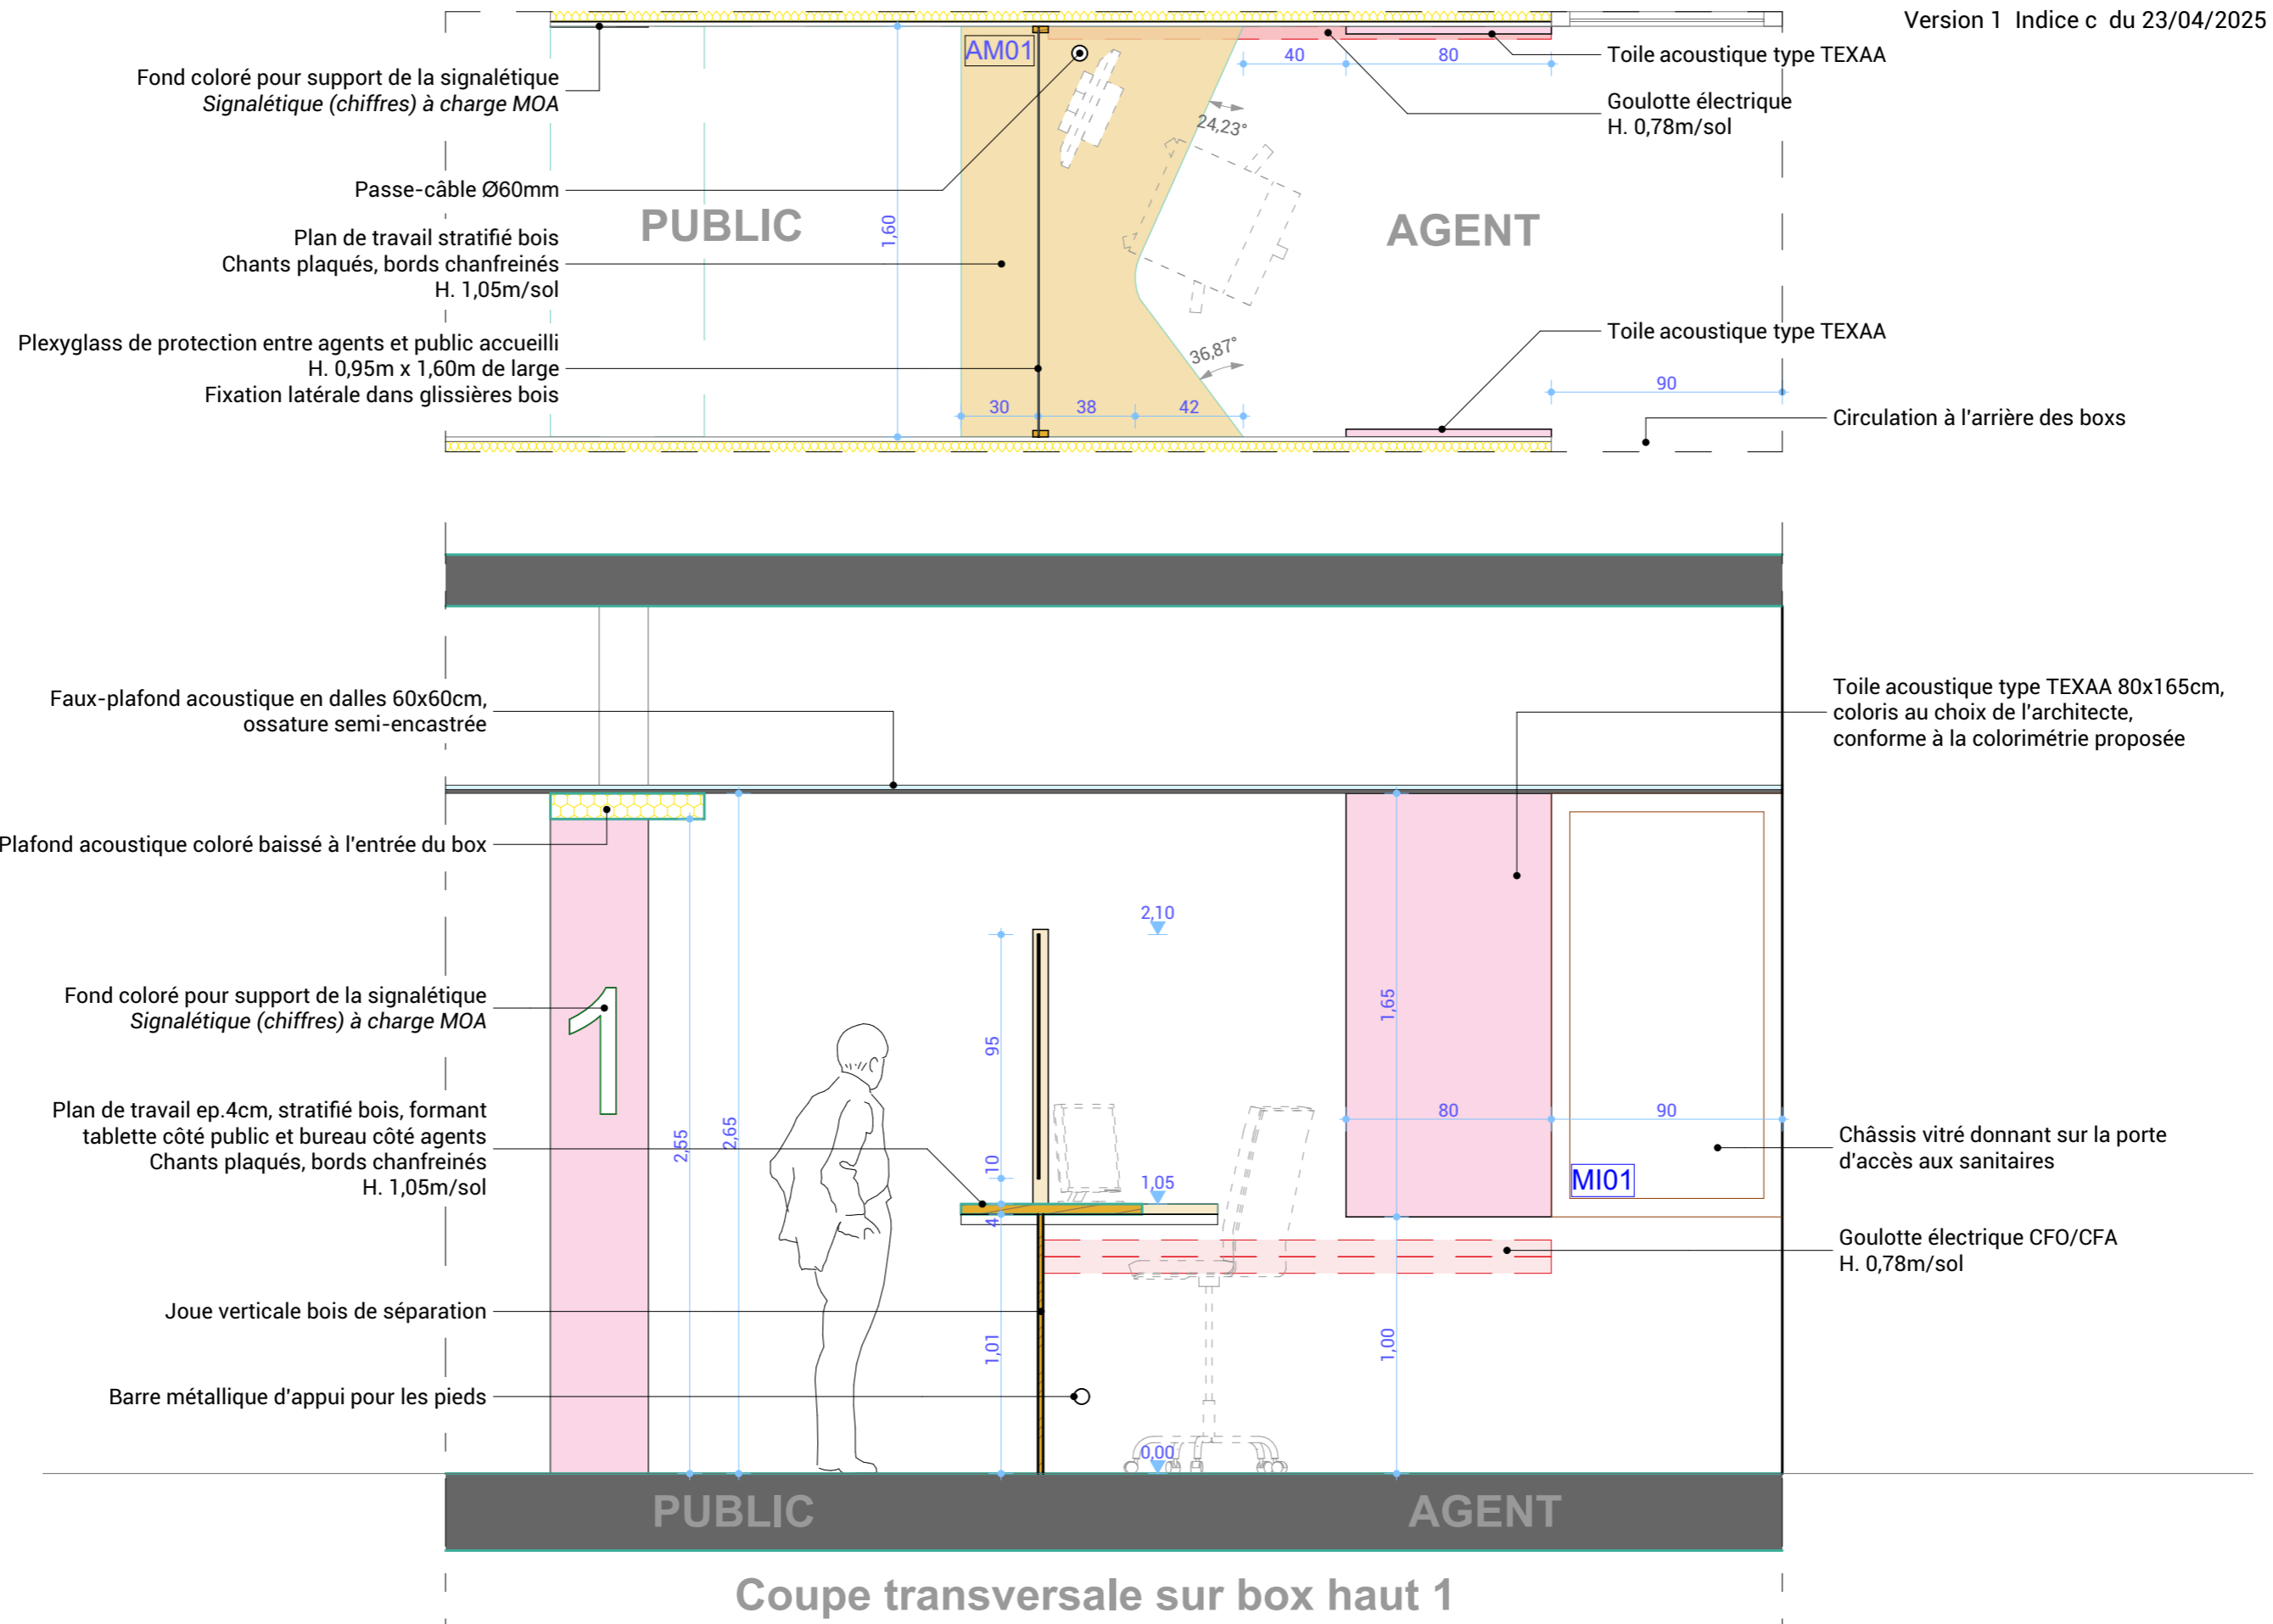 Version 1  Indice c  du 23/04/2025
AM01
40
80
Toile acoustique type TEXAA
Fond coloré pour support de la signalétique
Signalétique (chiffres) à charge MOA
Goulotte électrique
H. 0,78m/sol
24,23°
Passe-câble Ø60mm
PUBLIC
1,60
AGENT
Plan de travail stratifié bois
Chants plaqués, bords chanfreinés
H. 1,05m/sol
Plexyglass de protection entre agents et public accueilli
H. 0,95m x 1,60m de large
Fixation latérale dans glissières bois
36,87°
Toile acoustique type TEXAA
90
30
38
42
Circulation à l'arrière des boxs
Faux-plafond acoustique en dalles 60x60cm,
ossature semi-encastrée
Toile acoustique type TEXAA 80x165cm,
coloris au choix de l'architecte,
conforme à la colorimétrie proposée
Plafond acoustique coloré baissé à l'entrée du box
2,10
Fond coloré pour support de la signalétique
Signalétique (chiffres) à charge MOA
1
95
1,65
Plan de travail ep.4cm, stratifié bois, formant
tablette côté public et bureau côté agents
Chants plaqués, bords chanfreinés
H. 1,05m/sol
2,55
2,65
10
80
90
Châssis vitré donnant sur la porte
d'accès aux sanitaires
1,05
MI01
4
Goulotte électrique CFO/CFA
H. 0,78m/sol
Joue verticale bois de séparation
1,01
1,00
Barre métallique d'appui pour les pieds
0,00
PUBLIC
AGENT
Coupe transversale sur box haut 1